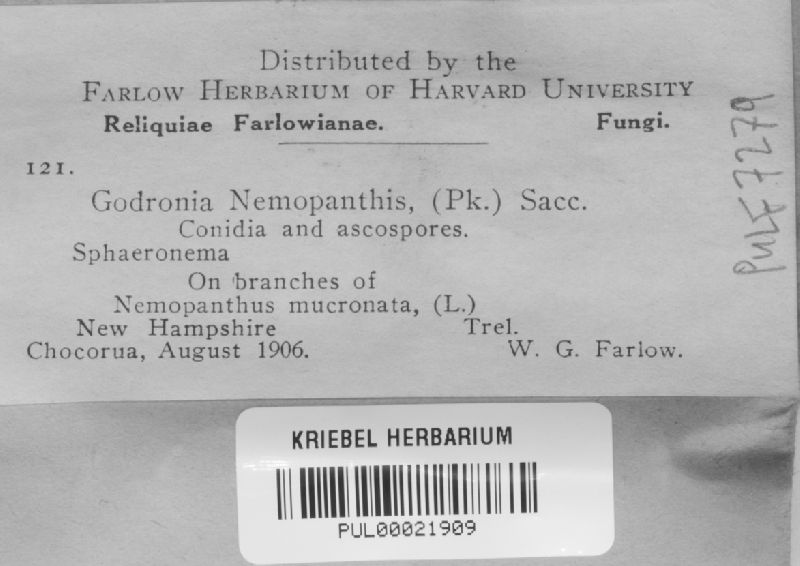 Distributed by the
FARLOW HERBARIUM OF HARVARD UNIVERSITY
Reliquiae Farlowianae. Fungi.
121.
Godronia Nemopanthis, (Pk.) Sacc.
Conidia and ascospores.
Sphaeronema
On branches of
Nemopanthus mucronata, (L.)
New Hampshire Trel.
Chocorua, August 1906. W. G. Farlow.
PULF 7279
KRIEBEL HERBARIUM
PUL00021909